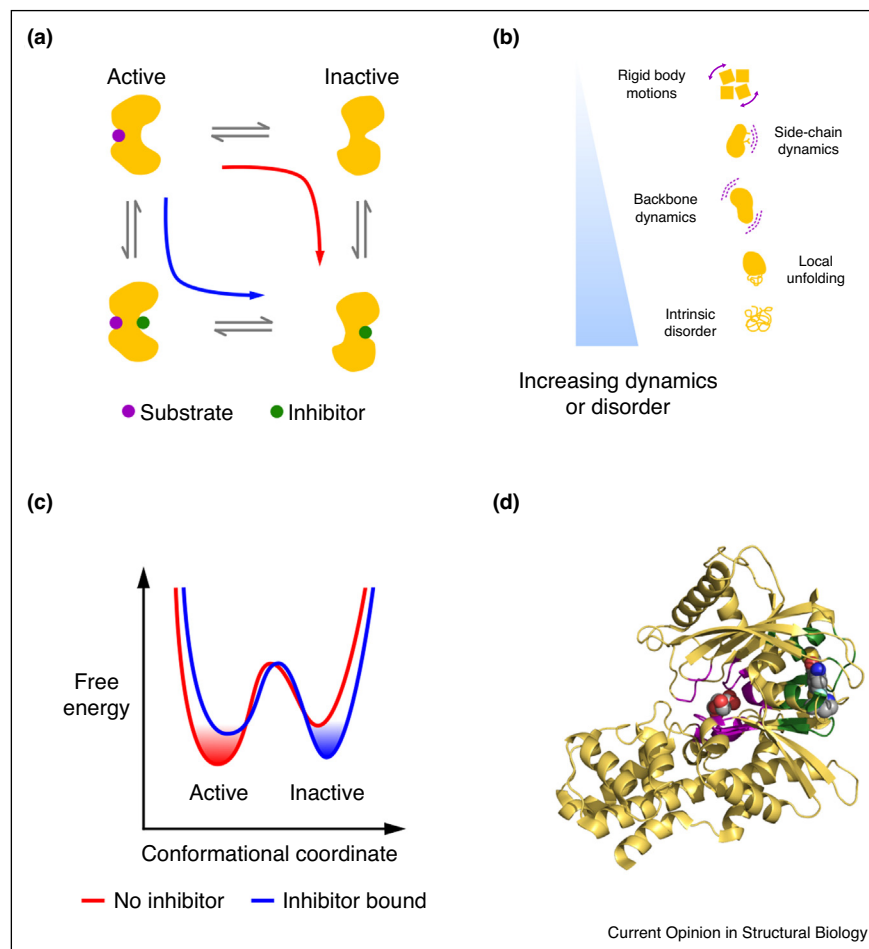 (a)
Active
Inactive
Substrate
Inhibitor
(b)
Rigid body
motions
Side-chain
dynamics
Backbone
dynamics
Local
unfolding
Intrinsic
disorder
Increasing dynamics
or disorder
(c)
Free
energy
Active
Inactive
Conformational coordinate
No inhibitor
Inhibitor bound
(d)
Current Opinion in Structural Biology